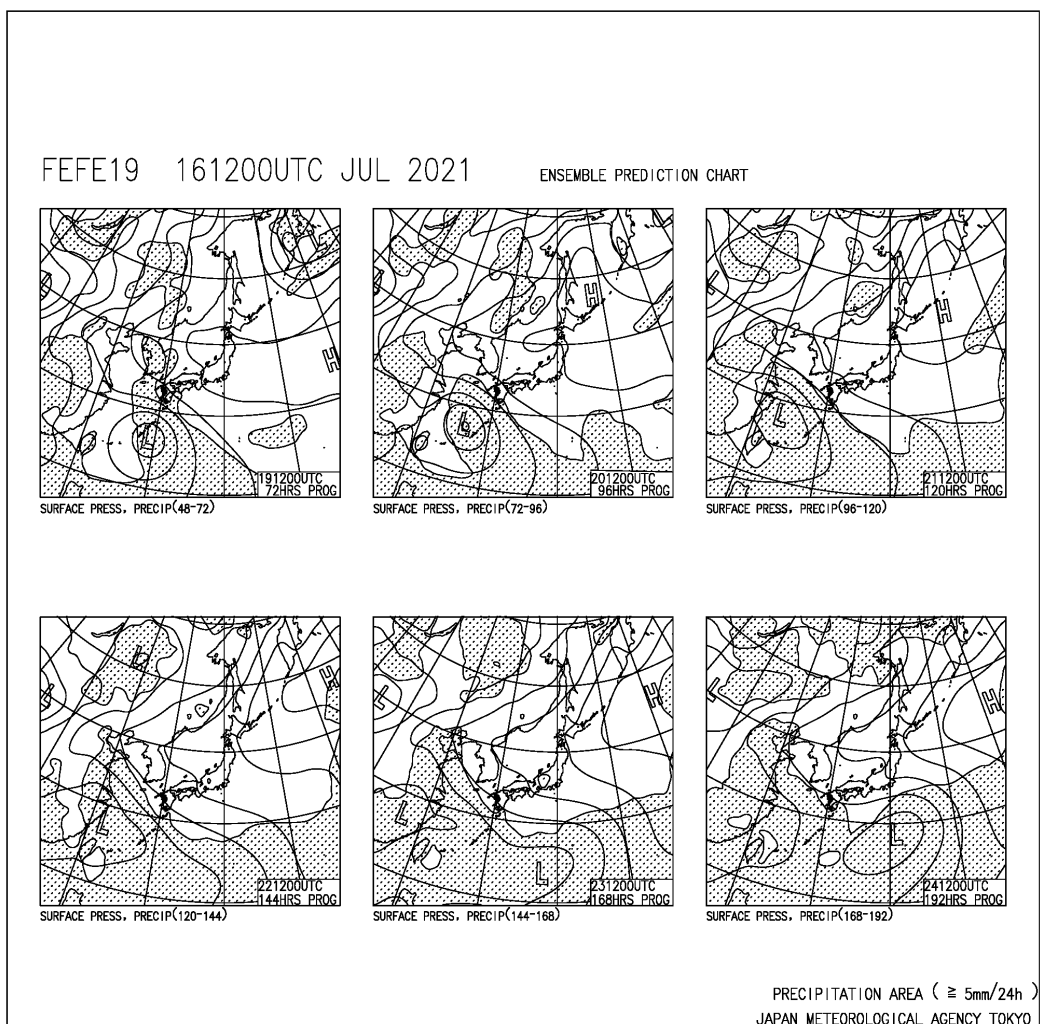 FEFE19 161200UTC JUL 2021 ENSEMBLE PREDICTION CHART
L
H
L
L
191200UTC
72HRS PROG
SURFACE PRESS, PRECIP(48-72)
H
L
201200UTC
96HRS PROG
SURFACE PRESS, PRECIP(72-96)
L
H
L
211200UTC
120HRS PROG
SURFACE PRESS, PRECIP(96-120)
L
L
H
L
221200UTC
144HRS PROG
SURFACE PRESS, PRECIP(120-144)
L
H
L
L
231200UTC
168HRS PROG
SURFACE PRESS, PRECIP(144-168)
L
H
L
241200UTC
192HRS PROG
SURFACE PRESS, PRECIP(168-192)
PRECIPITATION AREA ( ≧ 5mm/24h )
JAPAN METEOROLOGICAL AGENCY TOKYO